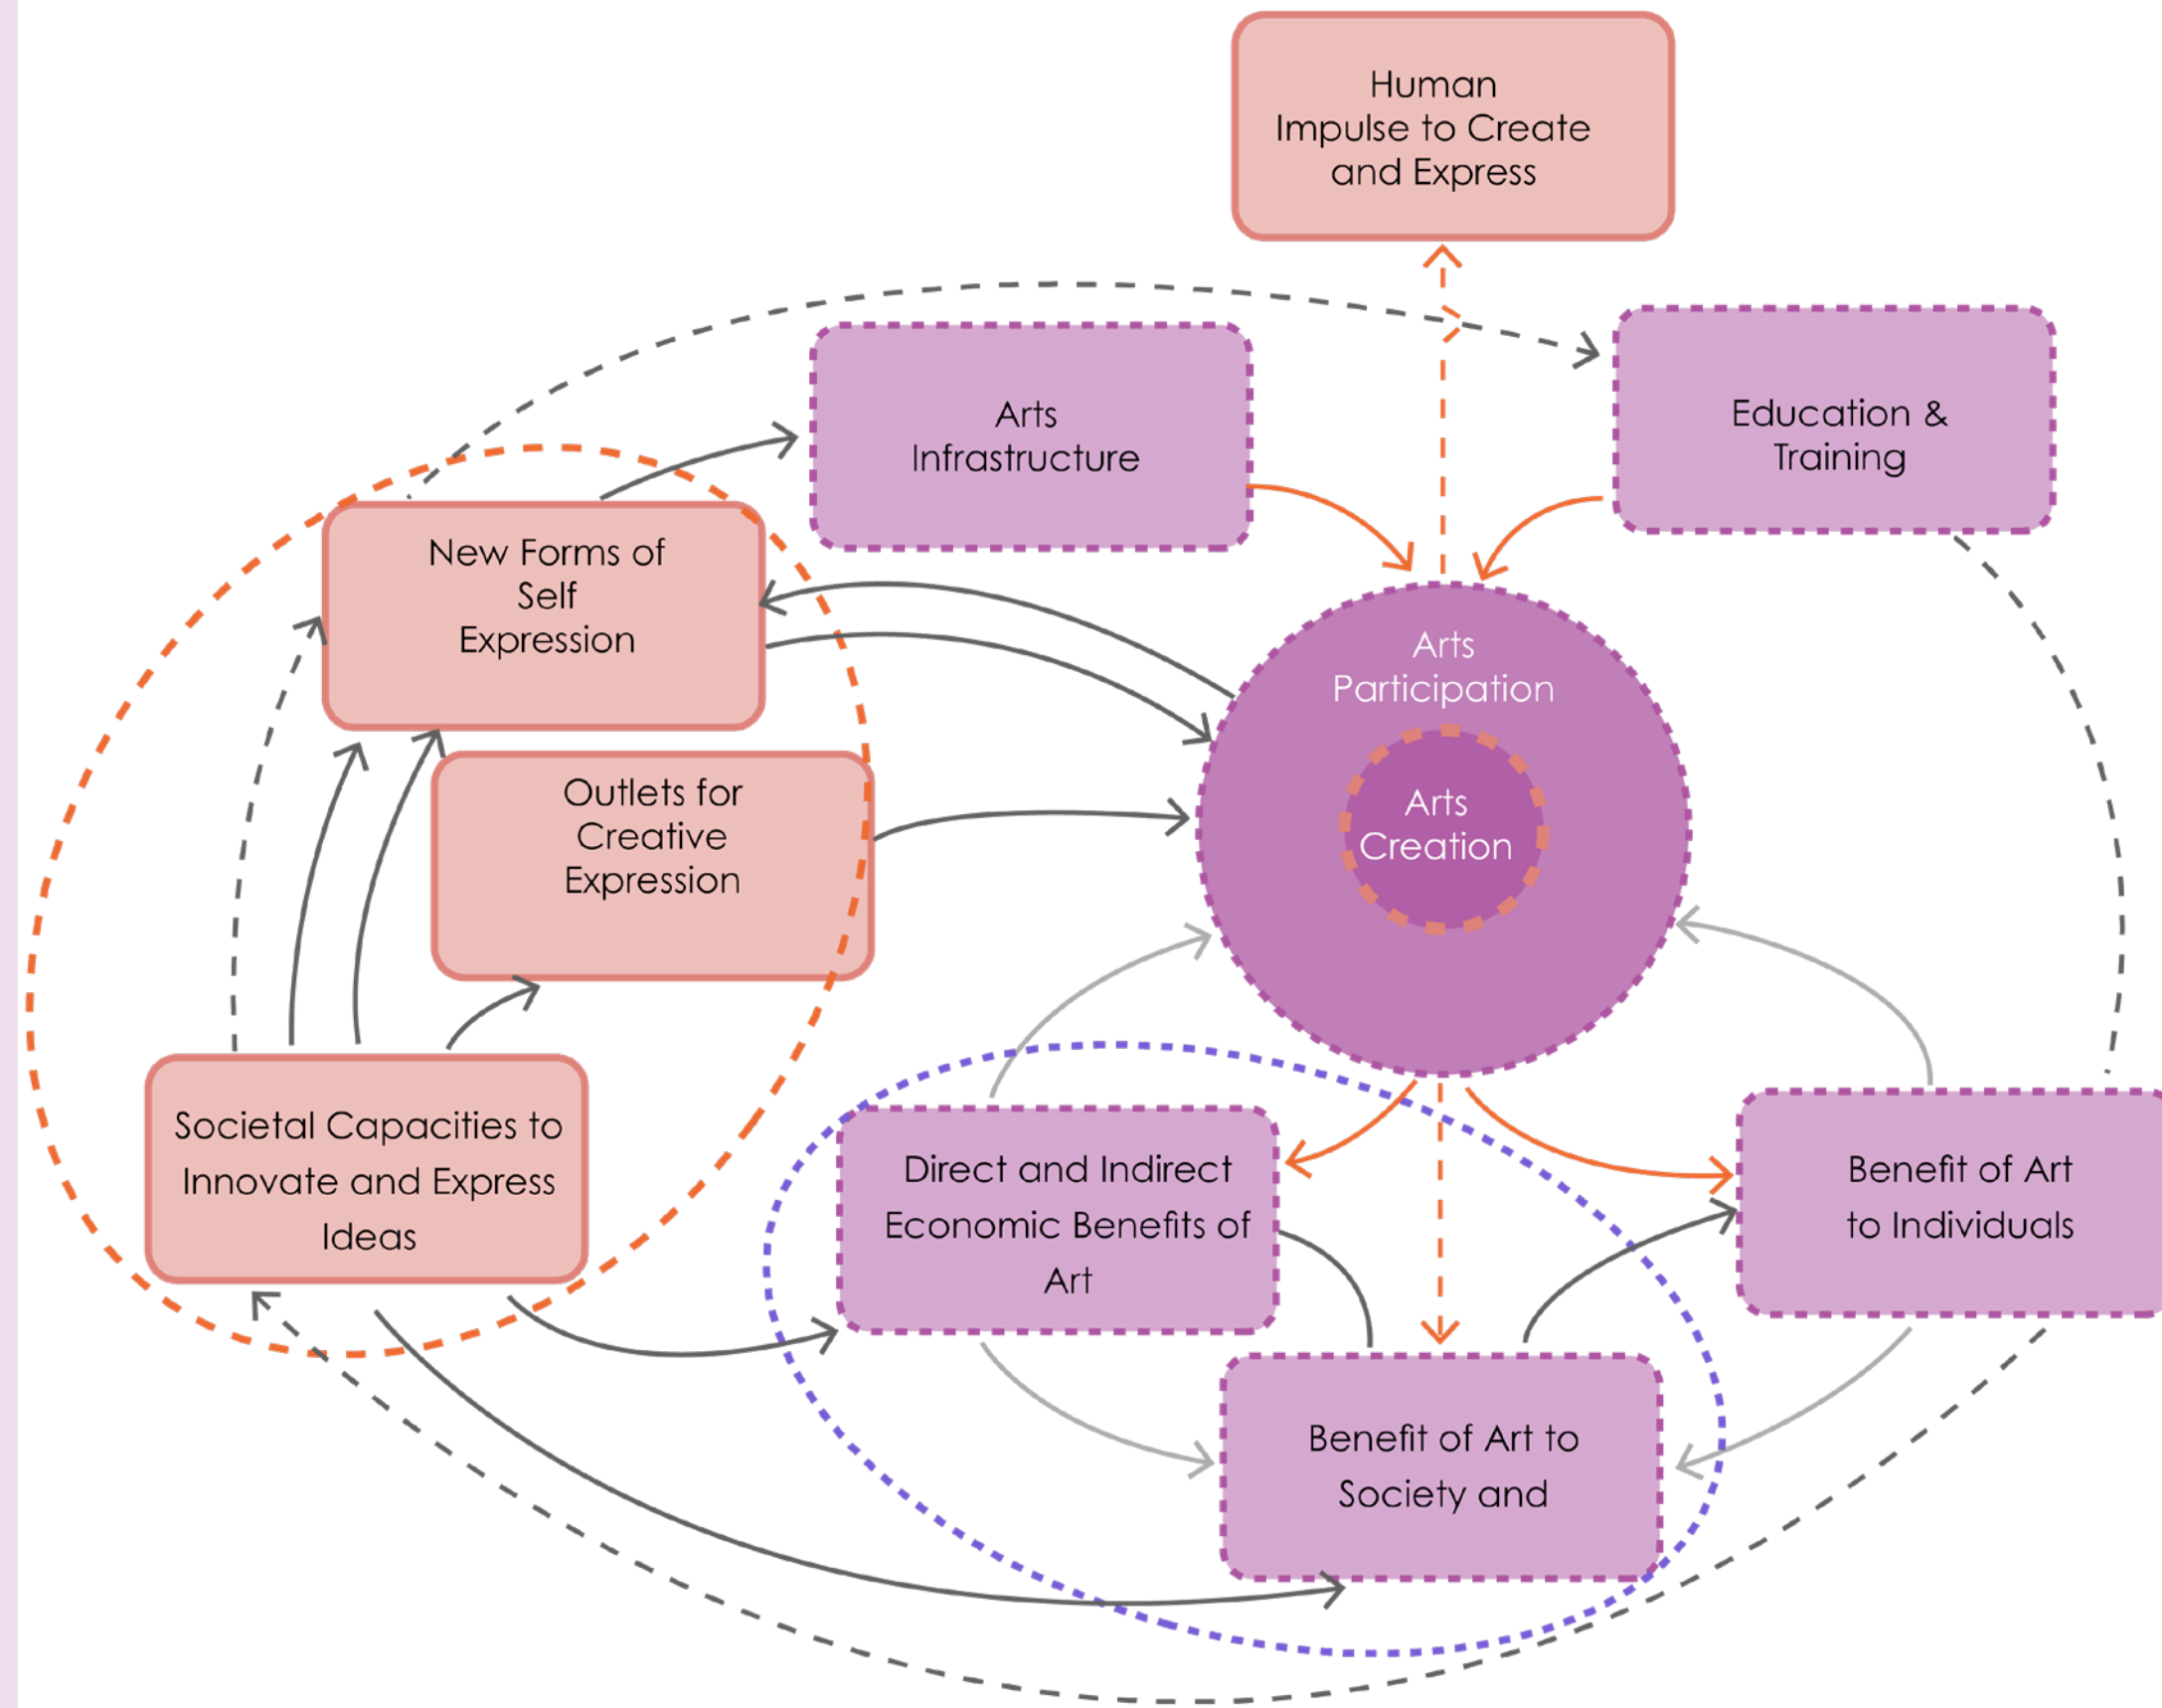 Human
Impulse to Create
and Express
Arts
Infrastructure
Education &
Training
New Forms of
Self
Expression
Arts
Participation
Arts
Creation
Outlets for
Creative
Expression
Societal Capacities to
Innovate and Express
Ideas
Direct and Indirect
Economic Benefits of
Art
Benefit of Art
to Individuals
Benefit of Art to
Society and